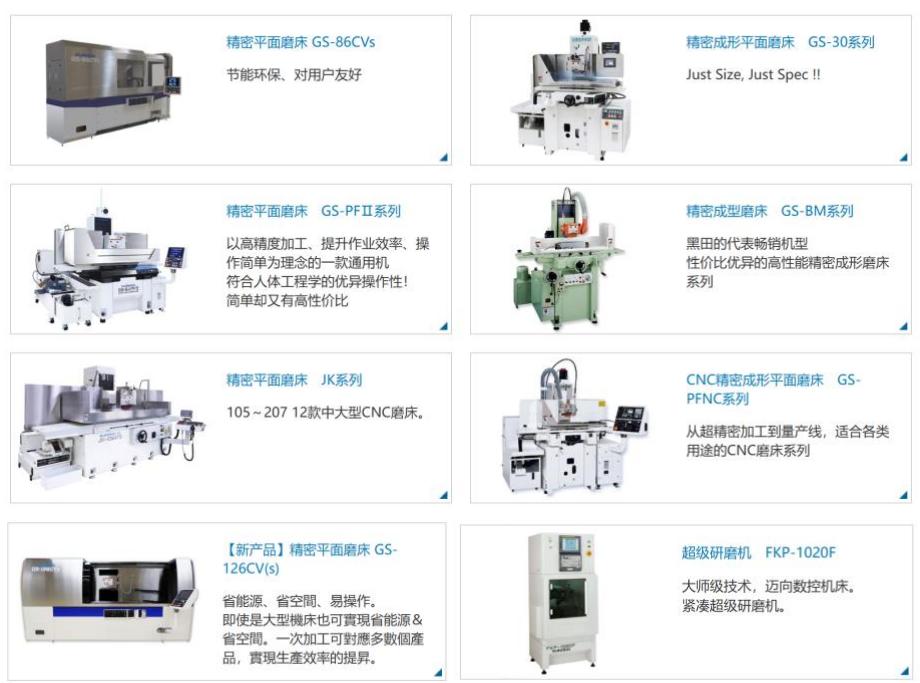 精密平面磨床 GS-86CVs
节能环保、对用户友好
精密成形平面磨床 GS-30系列
Just Size, Just Spec !!
精密平面磨床 GS-PFⅡ系列
以高精度加工、提升作业效率、操
作简单为理念的一款通用机
符合人体工程学的优异操作性！
简单却又有高性价比
精密成型磨床 GS-BM系列
黑田的代表畅销机型
性价比优异的高性能精密成形磨床
系列
精密平面磨床 JK系列
105～207 12款中大型CNC磨床。
CNC精密成形平面磨床 GS-
PFNC系列
从超精密加工到量产线，适合各类
用途的CNC磨床系列
【新产品】精密平面磨床 GS-
126CV(s)
省能源、省空間、易操作。
即使是大型機床也可實現省能源＆
省空間。一次加工可對應多數個產
品，實現生產效率的提昇。
超级研磨机 FKP-1020F
大师级技术，迈向数控机床。
紧凑超级研磨机。